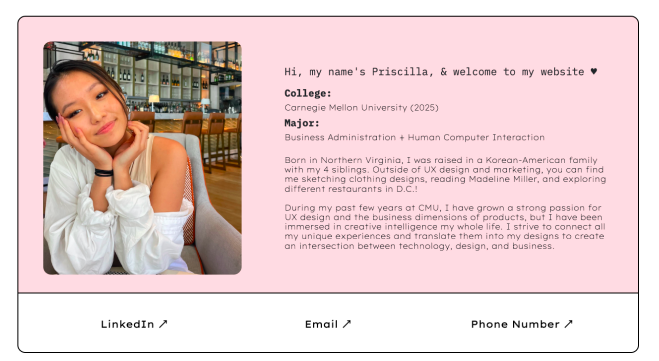 Hi, my name's Priscilla, & welcome to my website ♥
College:
Carnegie Mellon University (2025)
Major:
Business Administration + Human Computer Interaction
Born in Northern Virginia, I was raised in a Korean-American family
with my 4 siblings. Outside of UX design and marketing, you can find
me sketching clothing designs, reading Madeline Miller, and exploring
different restaurants in D.C.!
During my past few years at CMU, I have grown a strong passion for
UX design and the business dimensions of products, but I have been
immersed in creative intelligence my whole life. I strive to connect all
my unique experiences and translate them into my designs to create
an intersection between technology, design, and business.
LinkedIn ↗
Email ↗
Phone Number ↗